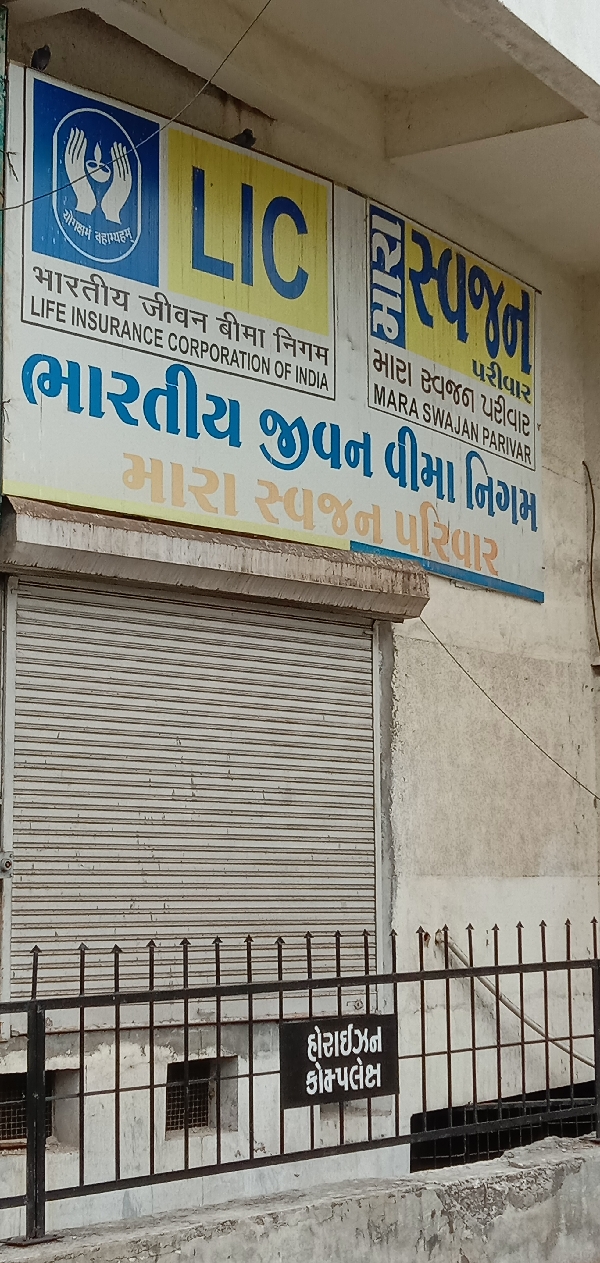 योगक्षेमं वहाम्यहम्
LIC
भारतीय जीवन बीमा निगम
LIFE INSURANCE CORPORATION OF INDIA
મારા
સ્વજન
પરીવાર
મારા સ્વજન પરીવાર
MARA SWAJAN PARIVAR
ભારતીય જીવન વીમા નિગમ
મારા સ્વજન પરિવાર
હોરાઈઝન
કોમ્પલેક્ષ